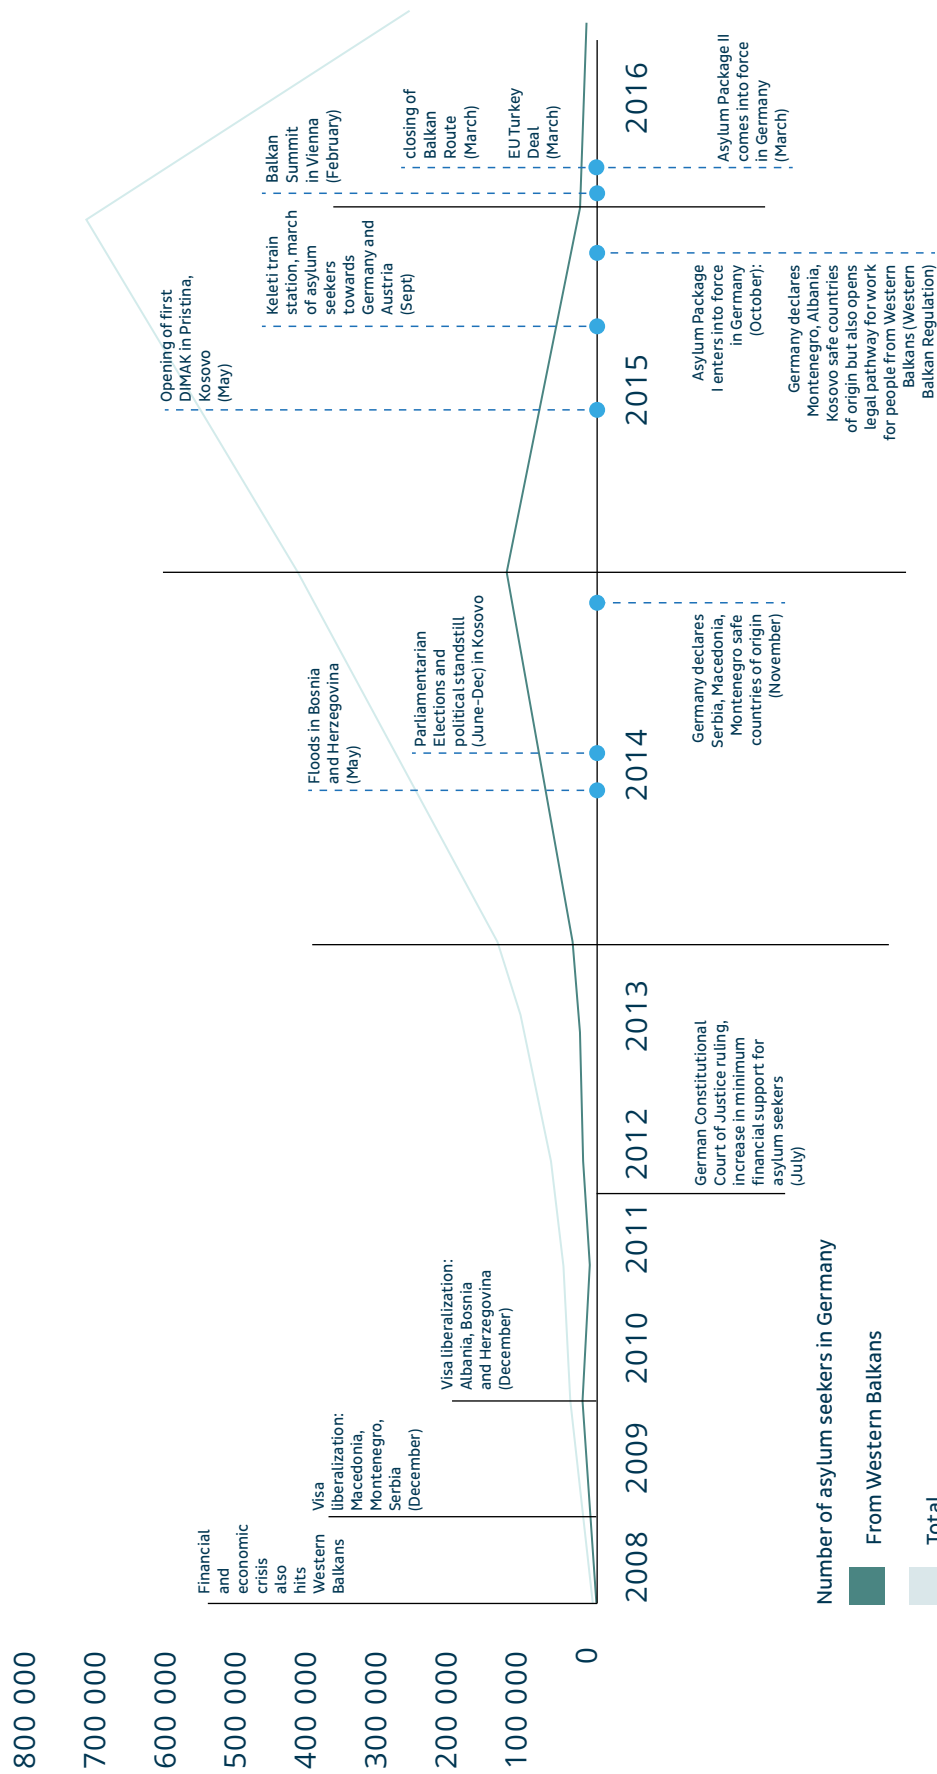 800 000
700 000
600 000
500 000
400 000
300 000
200 000
100 000
0
Financial
and
economic
crisis
also
hits
Western
Balkans
Visa
liberalization:
Macedonia,
Montenegro,
Serbia
(December)
Visa liberalization:
Albania, Bosnia
and Herzegovina
(December)
Floods in Bosnia
and Herzegovina
(May)
Parliamentarian
Elections and
political standstill
(June–Dec) in Kosovo
Opening of first
DIMAK in Pristina,
Kosovo
(May)
Keleti train
station, march
of asylum
seekers
towards
Germany and
Austria
(Sept)
Balkan
Summit
in Vienna
(February)
closing of
Balkan
Route
(March)
EU Turkey
Deal
(March)
2008
2009
2010
2011
2012
2013
2014
2015
2016
German Constitutional
Court of Justice ruling,
increase in minimum
financial support for
asylum seekers
(July)
Germany declares
Serbia, Macedonia,
Montenegro safe
countries of origin
(November)
Asylum Package
I enters into force
in Germany
(October):
Germany declares
Montenegro, Albania,
Kosovo safe countries
of origin but also opens
legal pathway for work
for people from Western
Balkans (Western
Balkan Regulation)
Asylum Package II
comes into force
in Germany
(March)
Number of asylum seekers in Germany
From Western Balkans
Total